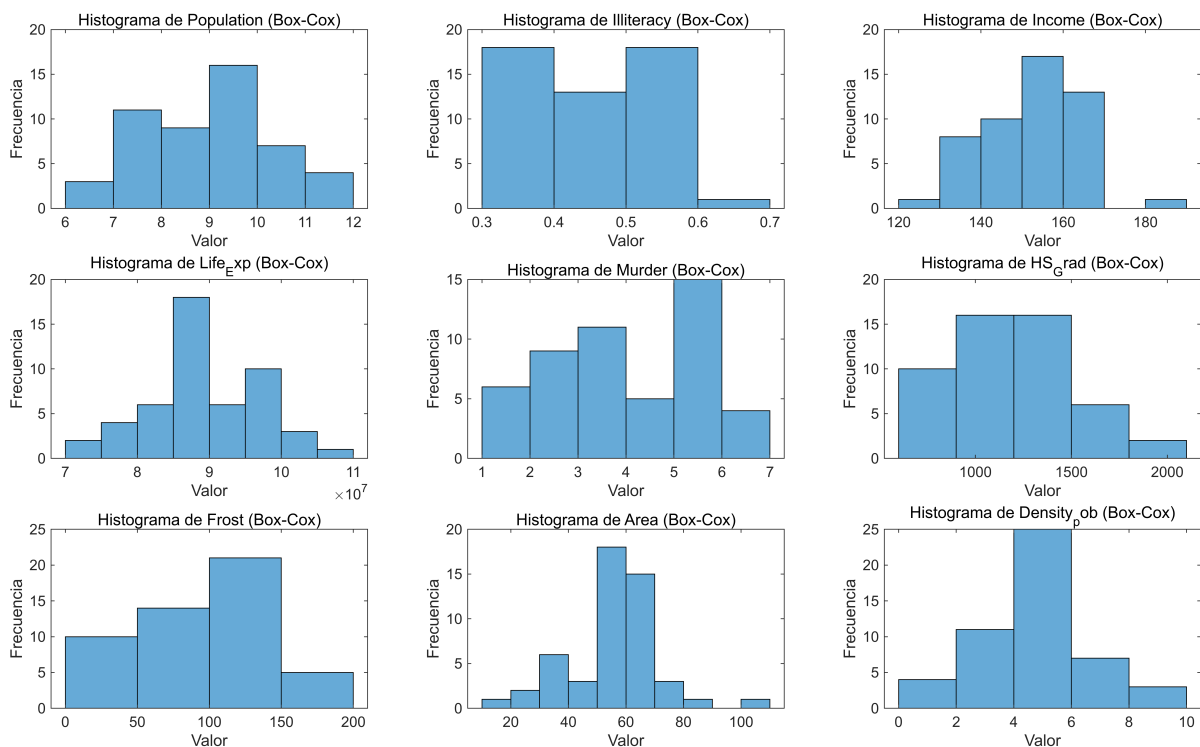 Histograma de Population (Box-Cox)
20
15
10
5
0
Frecuencia
6 7 8 9 10 11 12
Valor
Histograma de Illiteracy (Box-Cox)
20
15
10
5
0
Frecuencia
0.3 0.4 0.5 0.6 0.7
Valor
Histograma de Income (Box-Cox)
20
15
10
5
0
Frecuencia
120 140 160 180
Valor
Histograma de Life_Exp (Box-Cox)
20
15
10
5
0
Frecuencia
7 8 9 10 11
Valor
×10^7
Histograma de Murder (Box-Cox)
15
10
5
0
Frecuencia
1 2 3 4 5 6 7
Valor
Histograma de HS_Grad (Box-Cox)
20
15
10
5
0
Frecuencia
1000 1500 2000
Valor
Histograma de Frost (Box-Cox)
25
20
15
10
5
0
Frecuencia
0 50 100 150 200
Valor
Histograma de Area (Box-Cox)
20
15
10
5
0
Frecuencia
20 40 60 80 100
Valor
Histograma de Density_pob (Box-Cox)
25
20
15
10
5
0
Frecuencia
0 2 4 6 8 10
Valor